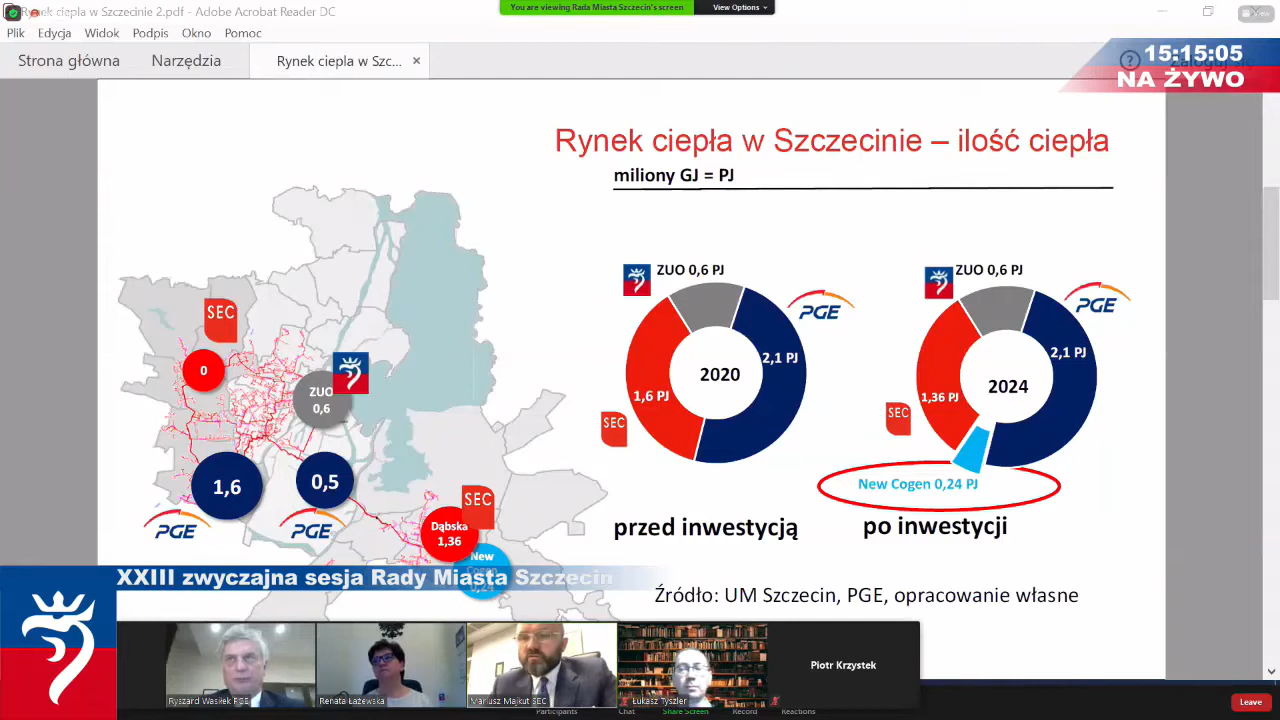 Rynek ciepła w Szczecinie 2.pdf - Adobe Acrobat Reader DC
You are viewing Rada Miasta Szczecin's screen
View Options
View
Plik Edycja Widok Podpis Okno Pomoc
Strona główna
Narzędzia
Rynek ciepla w Szc...
×
15:15:05
NA ŻYWO
Rynek ciepła w Szczecinie – ilość ciepła
miliony GJ = PJ
ZUO 0,6 PJ
PGE
2,1 PJ
2020
1,6 PJ
SEC
przed inwestycją
ZUO 0,6 PJ
PGE
2,1 PJ
2024
1,36 PJ
SEC
New Cogen 0,24 PJ
po inwestycji
SEC
0
ZUO
0,6
1,6
PGE
0,5
PGE
SEC
Dąbska
1,36
New
Cogen
0,24
XXIII zwyczajna sesja Rady Miasta Szczecin
Źródło: UM Szczecin, PGE, opracowanie własne
Ryszard Wasiłek PGE
Renata Łażewska
Mariusz Majkut SEC
Łukasz Tyszler
Piotr Krzystek
Participants
Chat
Share Screen
Record
Reactions
Leave